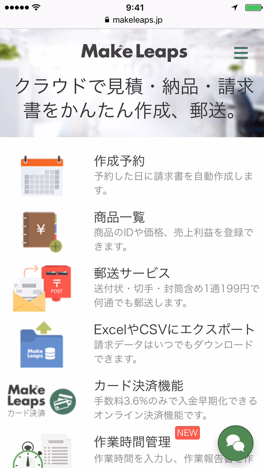 9:41
makeleaps.jp
Make Leaps
クラウドで見積・納品・請求
書をかんたん作成、郵送。
作成予約
予約した日に請求書を自動作成しま
す。
¥
商品一覧
商品のIDや価格、売上利益を登録で
きます。
POST
郵送サービス
送付状・切手・封筒含め1通199円で
何通でも郵送します。
Make
Leaps
ExcelやCSVにエクスポート
請求データはいつでもダウンロード
できます。
Make
Leaps
カード決済
カード決済機能
手数料3.6%のみで入金早期化できる
オンライン決済機能です。
作業時間管理 NEW
作業時間を入力し、作業報告書を作